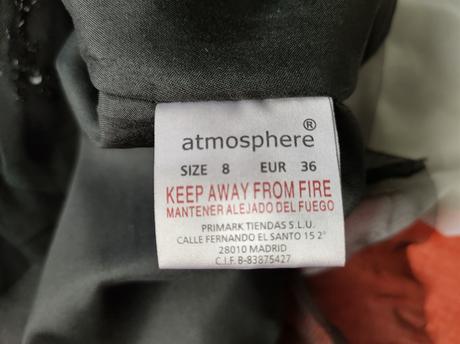 atmosphere®
SIZE 8 EUR 36
KEEP AWAY FROM FIRE
MANTENER ALEJADO DEL FUEGO
PRIMARK TIENDAS S.L.U.
CALLE FERNANDO EL SANTO 15 2°
28010 MADRID
C.I.F. B-83875427